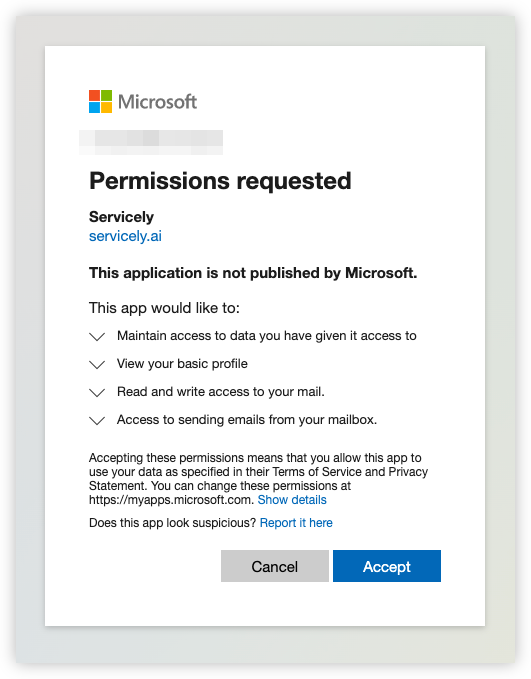 Microsoft
Permissions requested
Servicely
servicely.ai
This application is not published by Microsoft.
This app would like to:
Maintain access to data you have given it access to
View your basic profile
Read and write access to your mail.
Access to sending emails from your mailbox.
Accepting these permissions means that you allow this app to
use your data as specified in their Terms of Service and Privacy
Statement. You can change these permissions at
https://myapps.microsoft.com. Show details
Does this app look suspicious? Report it here
Cancel
Accept